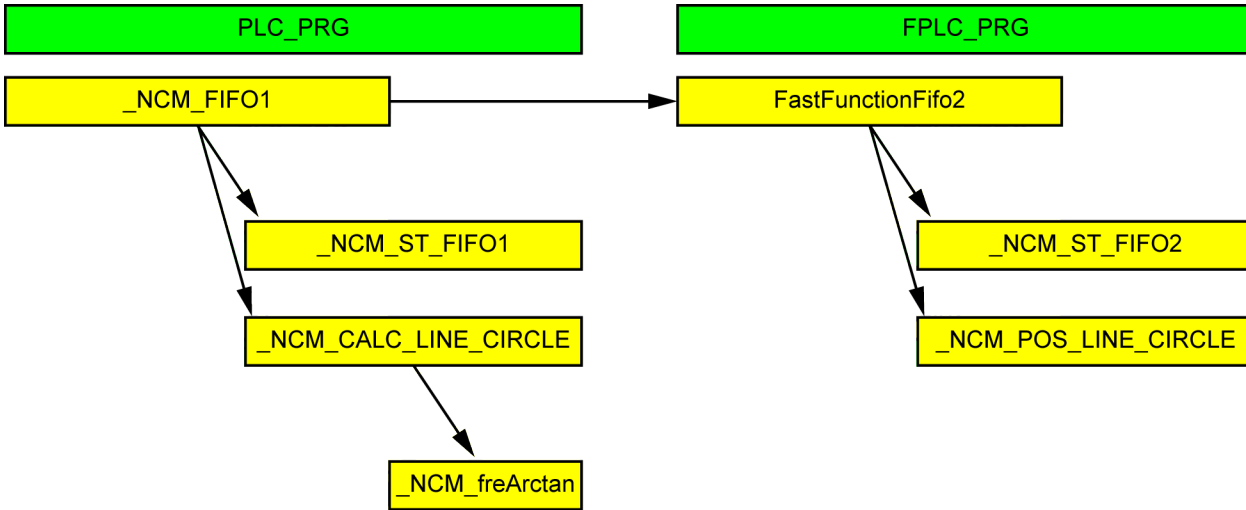 PLC_PRG
FPLC_PRG
_NCM_FIFO1
FastFunctionFifo2
_NCM_ST_FIFO1
_NCM_ST_FIFO2
_NCM_CALC_LINE_CIRCLE
_NCM_POS_LINE_CIRCLE
_NCM_freArctan